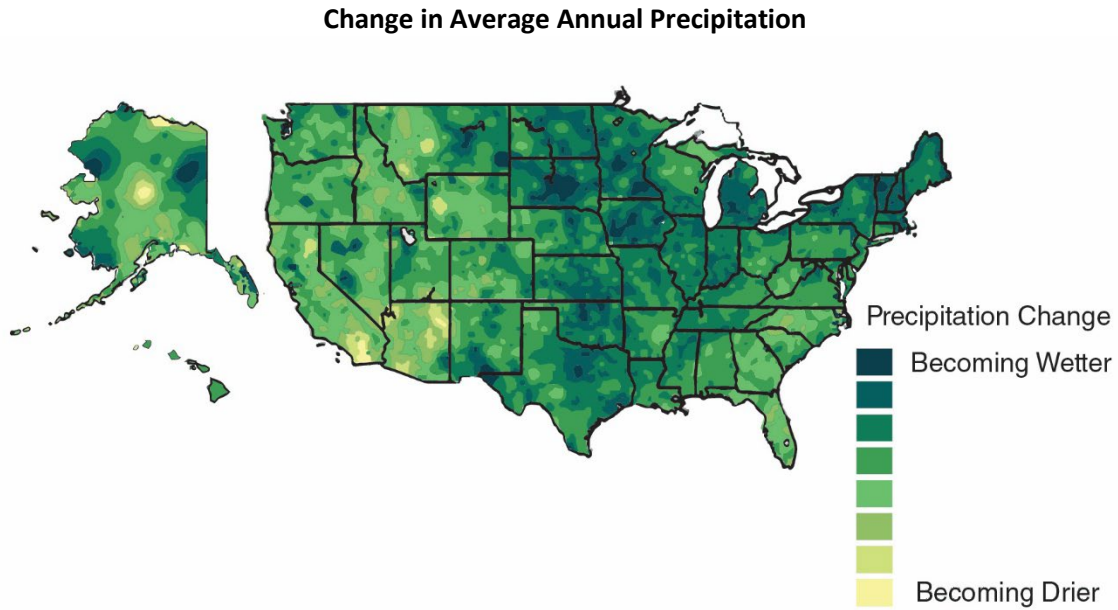 Change in Average Annual Precipitation
Precipitation Change
Becoming Wetter
Becoming Drier